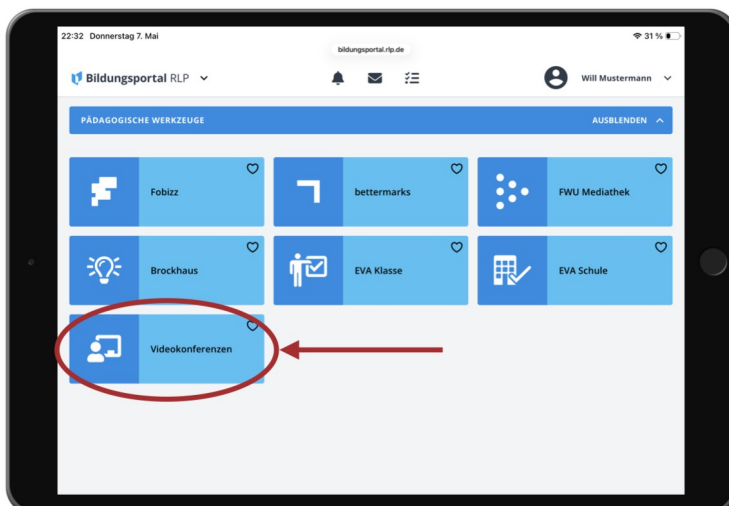 22:32 Donnerstag 7. Mai
31 %
bildungsportal.rlp.de
Bildungsportal RLP
Will Mustermann
PÄDAGOGISCHE WERKZEUGE
AUSBLENDEN
Fobizz
bettermarks
FWU Mediathek
Brockhaus
EVA Klasse
EVA Schule
Videokonferenzen